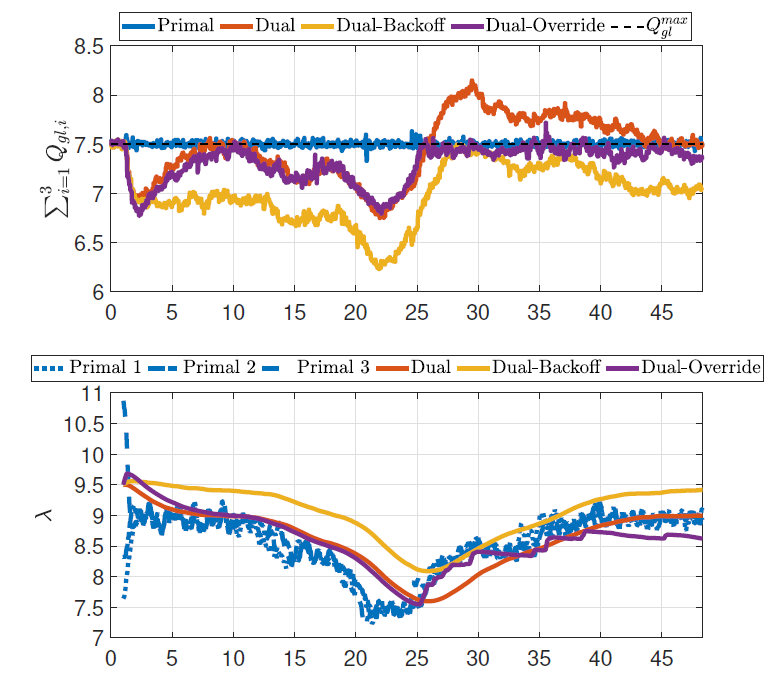 Primal Dual Dual-Backoff Dual-Override Q_{gl}^{max}
8.5
8
7.5
7
6.5
6
\sum_{i=1}^{3} Q_{gl,i}
0 5 10 15 20 25 30 35 40 45
Primal 1 Primal 2 Primal 3 Dual Dual-Backoff Dual-Override
11
10.5
10
9.5
9
8.5
8
7.5
7
λ
0 5 10 15 20 25 30 35 40 45